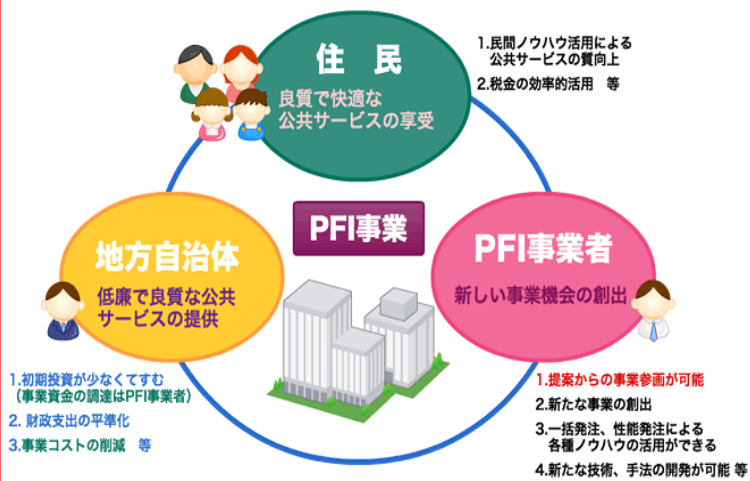 住　民
良質で快適な
公共サービスの享受
1.民間ノウハウ活用による
公共サービスの質向上
2.税金の効率的活用　等
PFI事業
地方自治体
低廉で良質な公共
サービスの提供
PFI事業者
新しい事業機会の創出
1.初期投資が少なくてすむ
（事業資金の調達はPFI事業者）
2. 財政支出の平準化
3.事業コストの削減　等
1.提案からの事業参画が可能
2.新たな事業の創出
3.一括発注、性能発注による
各種ノウハウの活用ができる
4.新たな技術、手法の開発が可能 等